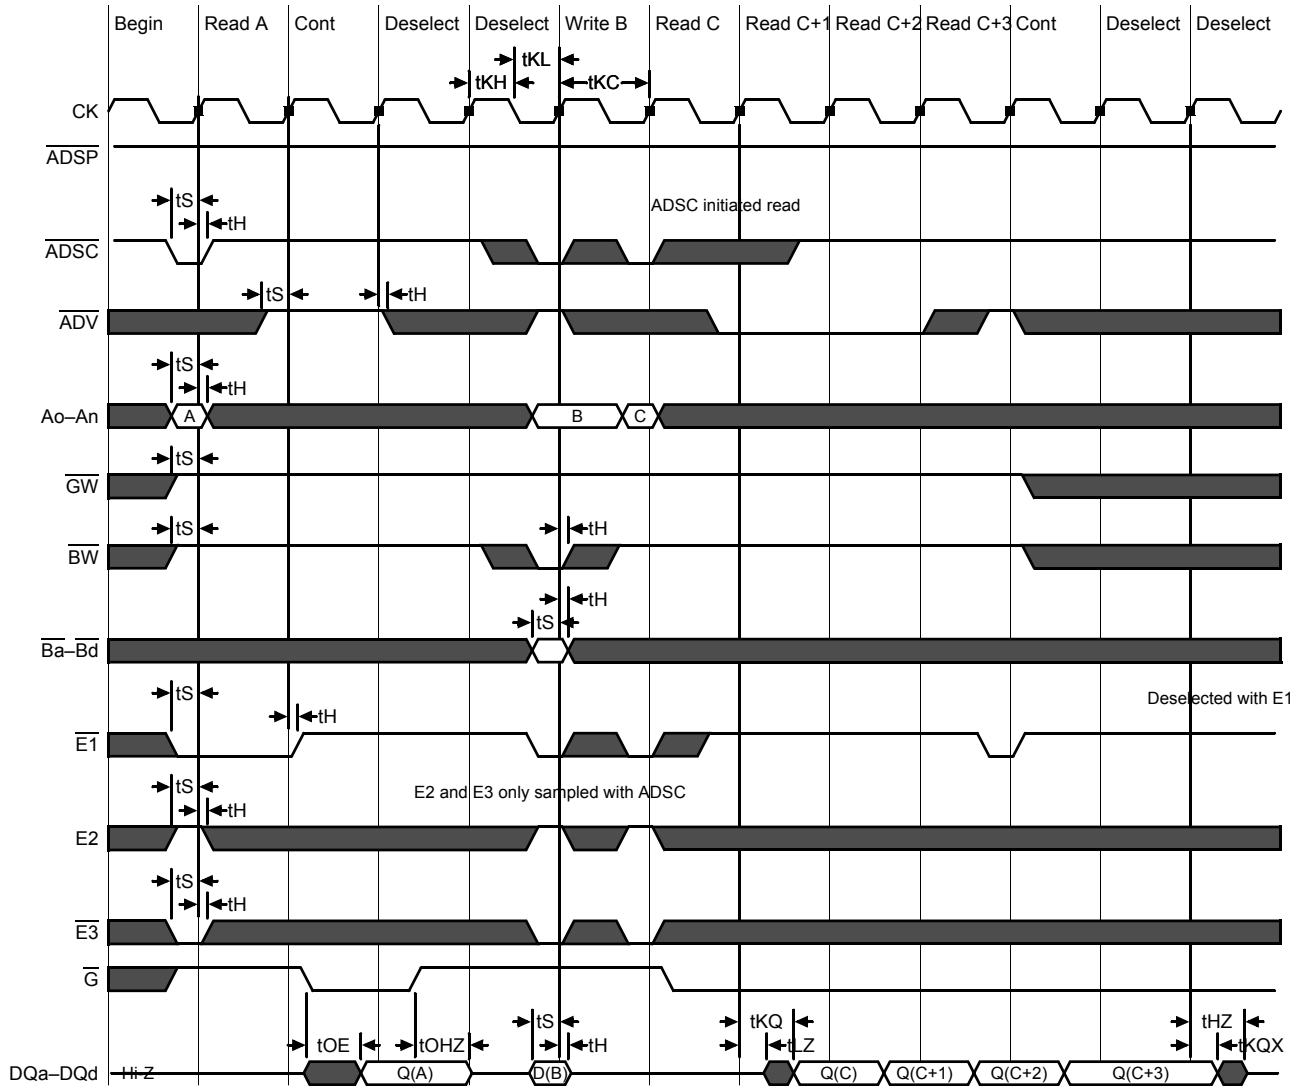 Begin Read A Cont Deselect Deselect Write B Read C Read C+1 Read C+2 Read C+3 Cont Deselect Deselect
tKL
tKH tKC
CK
ADSP
tS
tH
ADSC initiated read
ADSC
tS tH
ADV
tS
tH
Ao–An A B C
tS
GW
tS tH
BW
tH
tS
Ba–Bd
tS
Deselected with E1
tH
E1
tS
E2 and E3 only sampled with ADSC
tH
E2
tS
tH
E3
G
tS tKQ tHZ
tOE tOHZ tH tLZ tKQX
DQa–DQd Hi-Z Q(A) D(B) Q(C) Q(C+1) Q(C+2) Q(C+3)